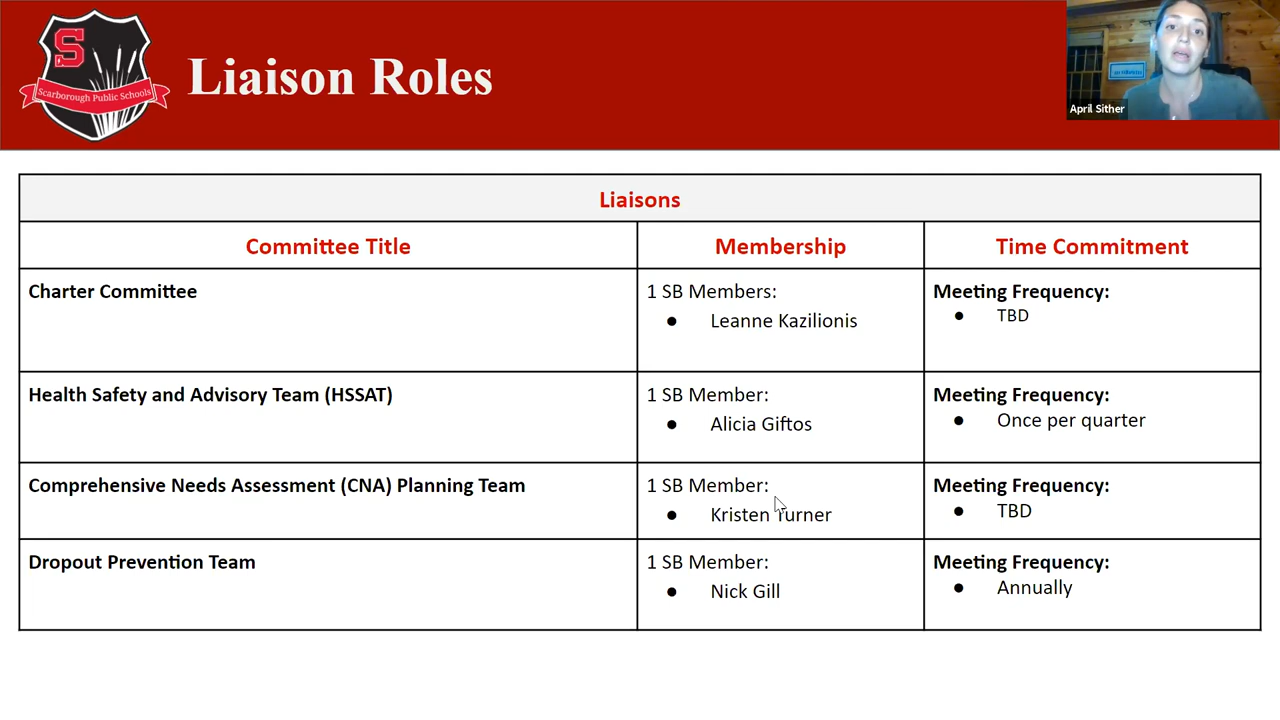 S
Scarborough Public Schools
Liaison Roles
April Sither
Liaisons
Committee Title
Membership
Time Commitment
Charter Committee
1 SB Members:
● Leanne Kazilionis
Meeting Frequency:
● TBD
Health Safety and Advisory Team (HSSAT)
1 SB Member:
● Alicia Giftos
Meeting Frequency:
● Once per quarter
Comprehensive Needs Assessment (CNA) Planning Team
1 SB Member:
● Kristen Turner
Meeting Frequency:
● TBD
Dropout Prevention Team
1 SB Member:
● Nick Gill
Meeting Frequency:
● Annually